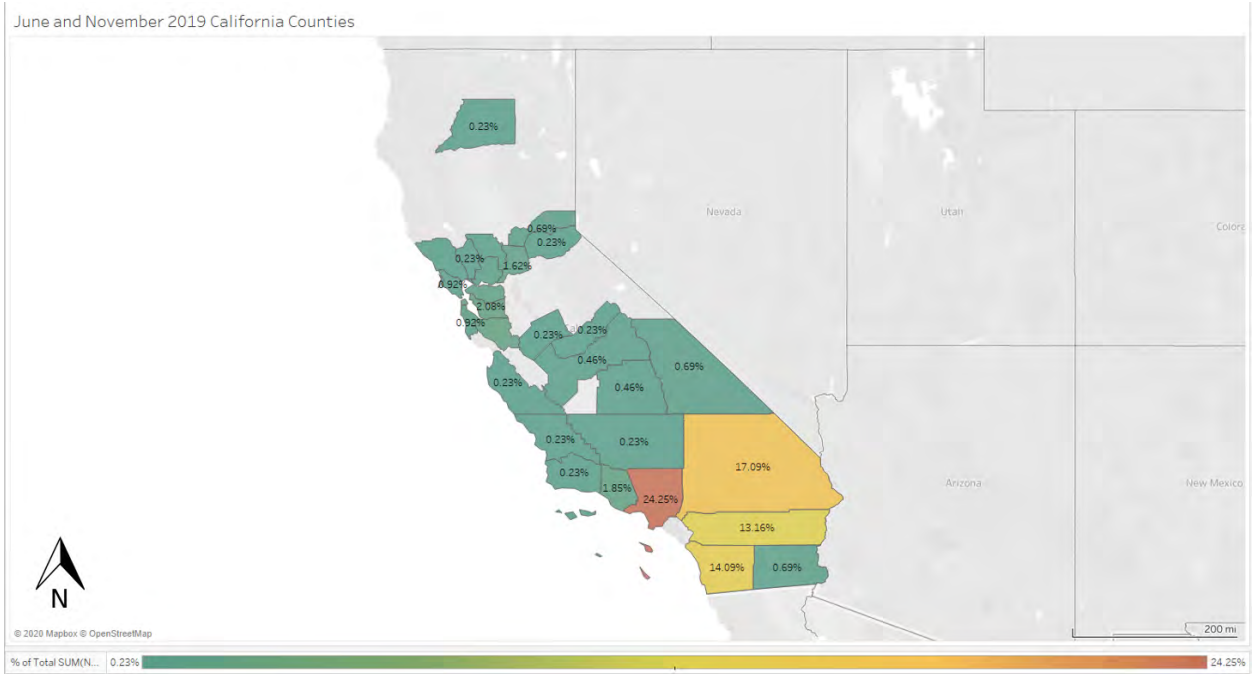 June and November 2019 California Counties
0.23%
Nevada
Utah
0.69%
0.23%
0.23%
1.62%
0.92%
2.08%
0.92%
0.23%
0.23%
0.46%
0.69%
0.23%
0.46%
0.23%
0.23%
17.09%
0.23%
1.85%
24.25%
Arizona
New Mexico
13.16%
14.09%
0.69%
N
© 2020 Mapbox © OpenStreetMap
200 mi
% of Total SUM(N...
0.23%
24.25%